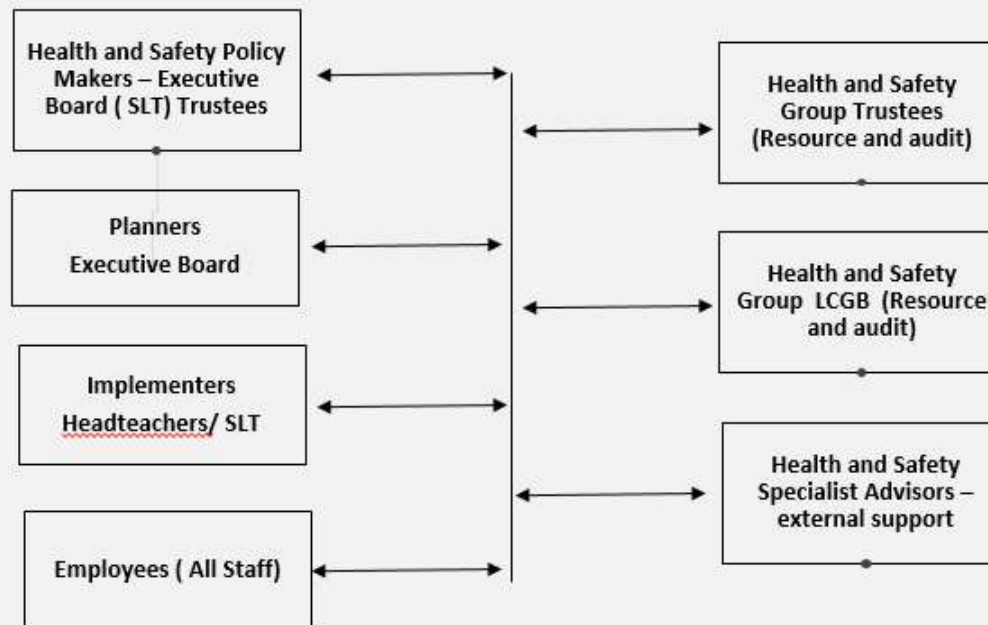 Health and Safety Policy
Makers – Executive
Board ( SLT) Trustees
Planners
Executive Board
Implementers
Headteachers/ SLT
Employees ( All Staff)
Health and Safety
Group Trustees
(Resource and audit)
Health and Safety
Group LCGB (Resource
and audit)
Health and Safety
Specialist Advisors –
external support